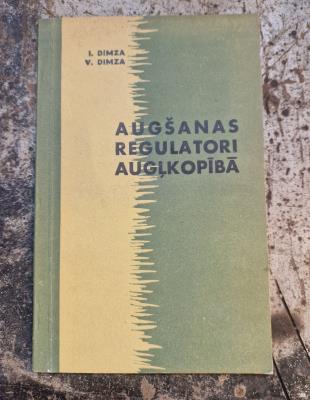 I. DIMZA
V. DIMZA
AUGŠANAS
REGULATORI
AUGĻKOPĪBĀ